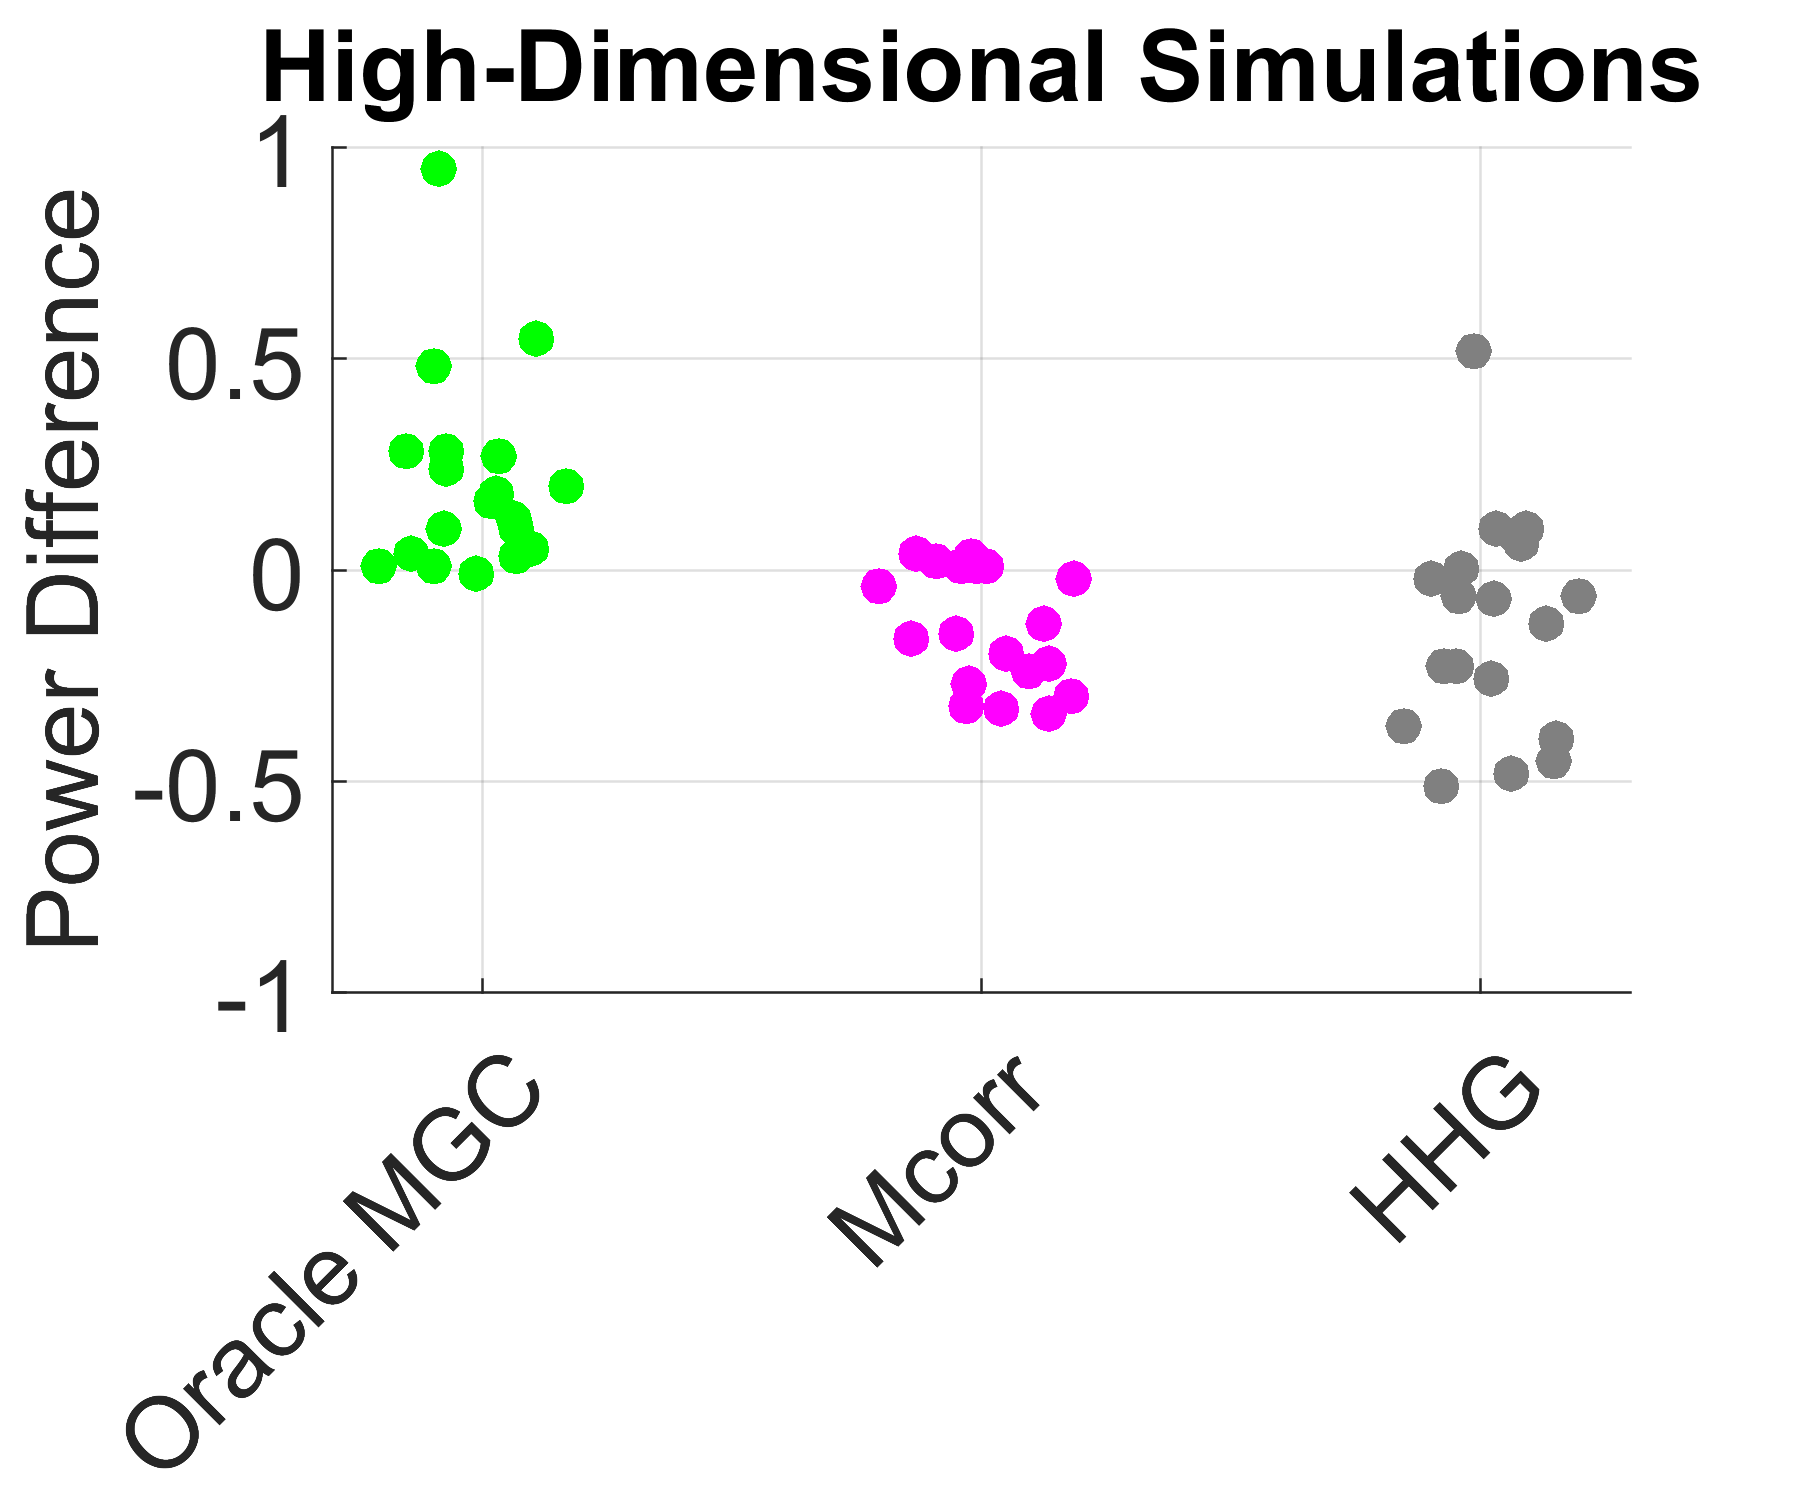 High-Dimensional Simulations
Power Difference
1
0.5
0
-0.5
-1
Oracle MGC
Mcorr
HHG